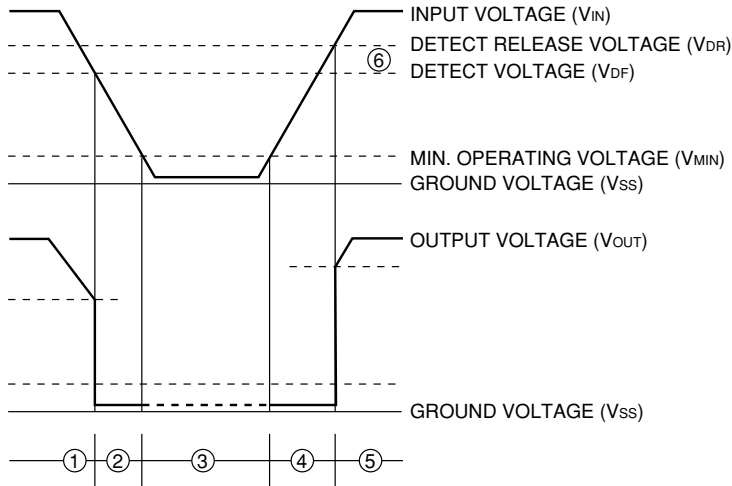 INPUT VOLTAGE (VIN)
DETECT RELEASE VOLTAGE (VDR)
⑥
DETECT VOLTAGE (VDF)
MIN. OPERATING VOLTAGE (VMIN)
GROUND VOLTAGE (VSS)
OUTPUT VOLTAGE (VOUT)
GROUND VOLTAGE (VSS)
① ② ③ ④ ⑤